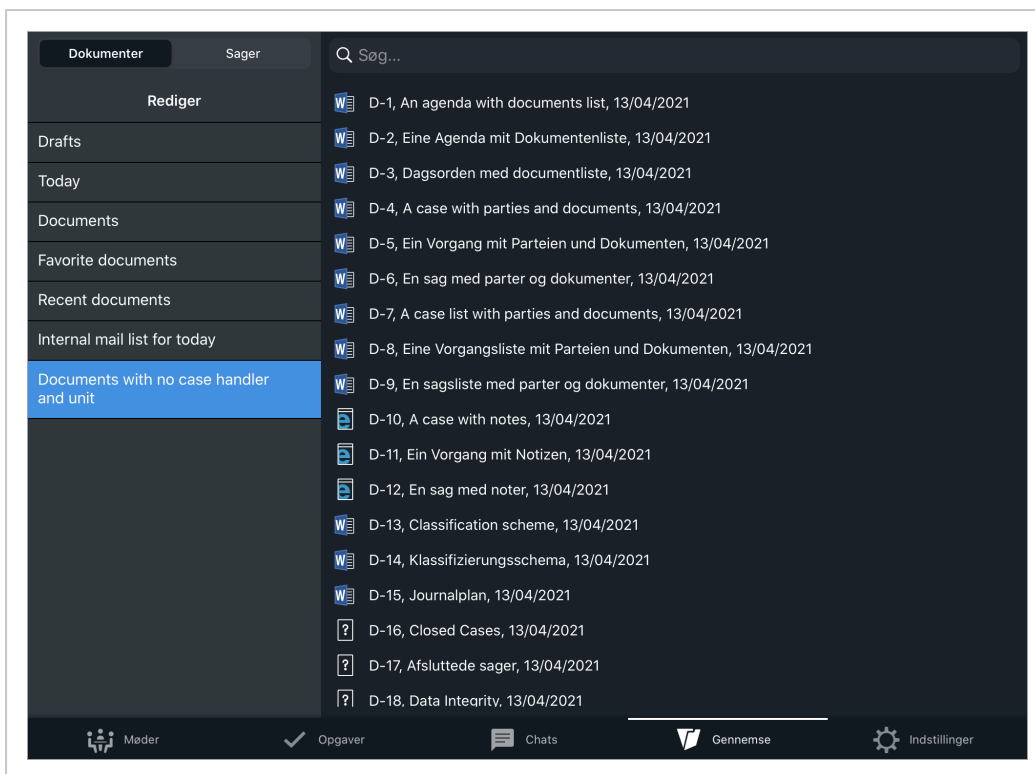 Dokumenter
Sager
Rediger
Drafts
Today
Documents
Favorite documents
Recent documents
Internal mail list for today
Documents with no case handler
and unit
Søg...
D-1, An agenda with documents list, 13/04/2021
D-2, Eine Agenda mit Dokumentenliste, 13/04/2021
D-3, Dagsorden med documentliste, 13/04/2021
D-4, A case with parties and documents, 13/04/2021
D-5, Ein Vorgang mit Parteien und Dokumenten, 13/04/2021
D-6, En sag med parter og dokumenter, 13/04/2021
D-7, A case list with parties and documents, 13/04/2021
D-8, Eine Vorgangsliste mit Parteien und Dokumenten, 13/04/2021
D-9, En sagsliste med parter og dokumenter, 13/04/2021
D-10, A case with notes, 13/04/2021
D-11, Ein Vorgang mit Notizen, 13/04/2021
D-12, En sag med noter, 13/04/2021
D-13, Classification scheme, 13/04/2021
D-14, Klassifizierungsschema, 13/04/2021
D-15, Journalplan, 13/04/2021
D-16, Closed Cases, 13/04/2021
D-17, Afsluttede sager, 13/04/2021
D-18, Data Integrity, 13/04/2021
Møder
Opgaver
Chats
Gennemse
Indstillinger